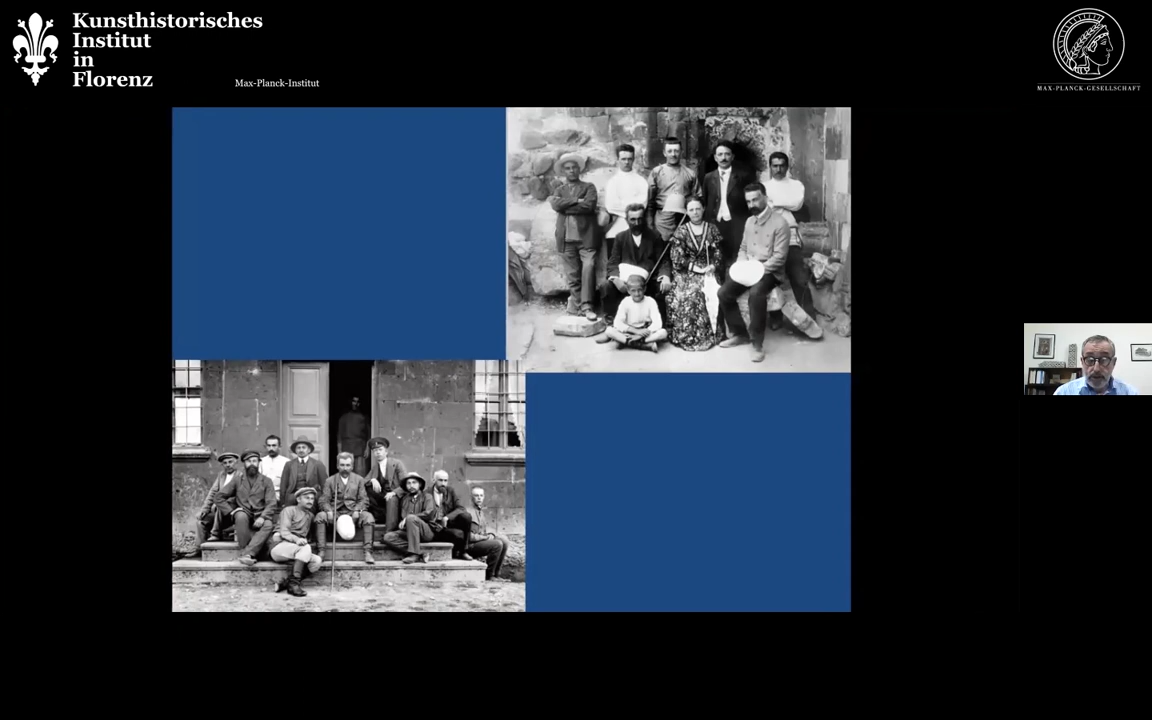 Kunsthistorisches
Institut
in
Florenz
Max-Planck-Institut
MAX-PLANCK-GESELLSCHAFT